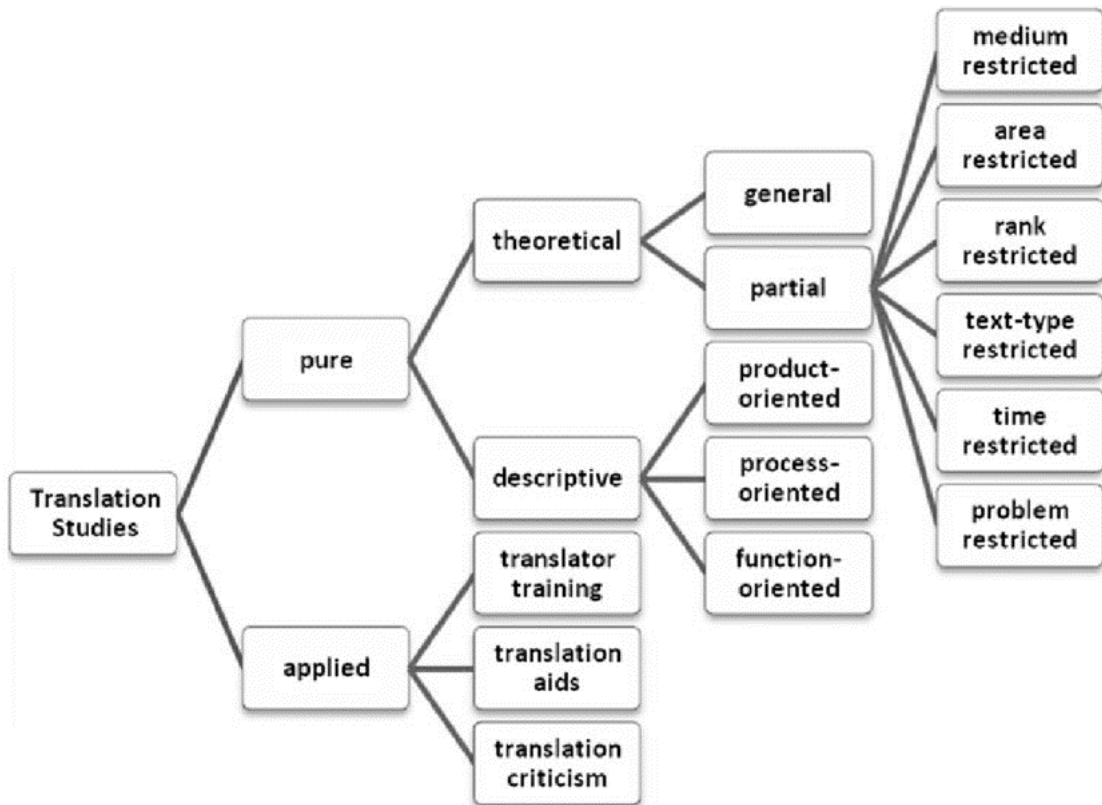 medium
restricted
area
restricted
general
theoretical
rank
restricted
partial
text-type
restricted
pure
product-
oriented
time
restricted
descriptive
process-
oriented
Translation
Studies
problem
restricted
translator
training
function-
oriented
applied
translation
aids
translation
criticism